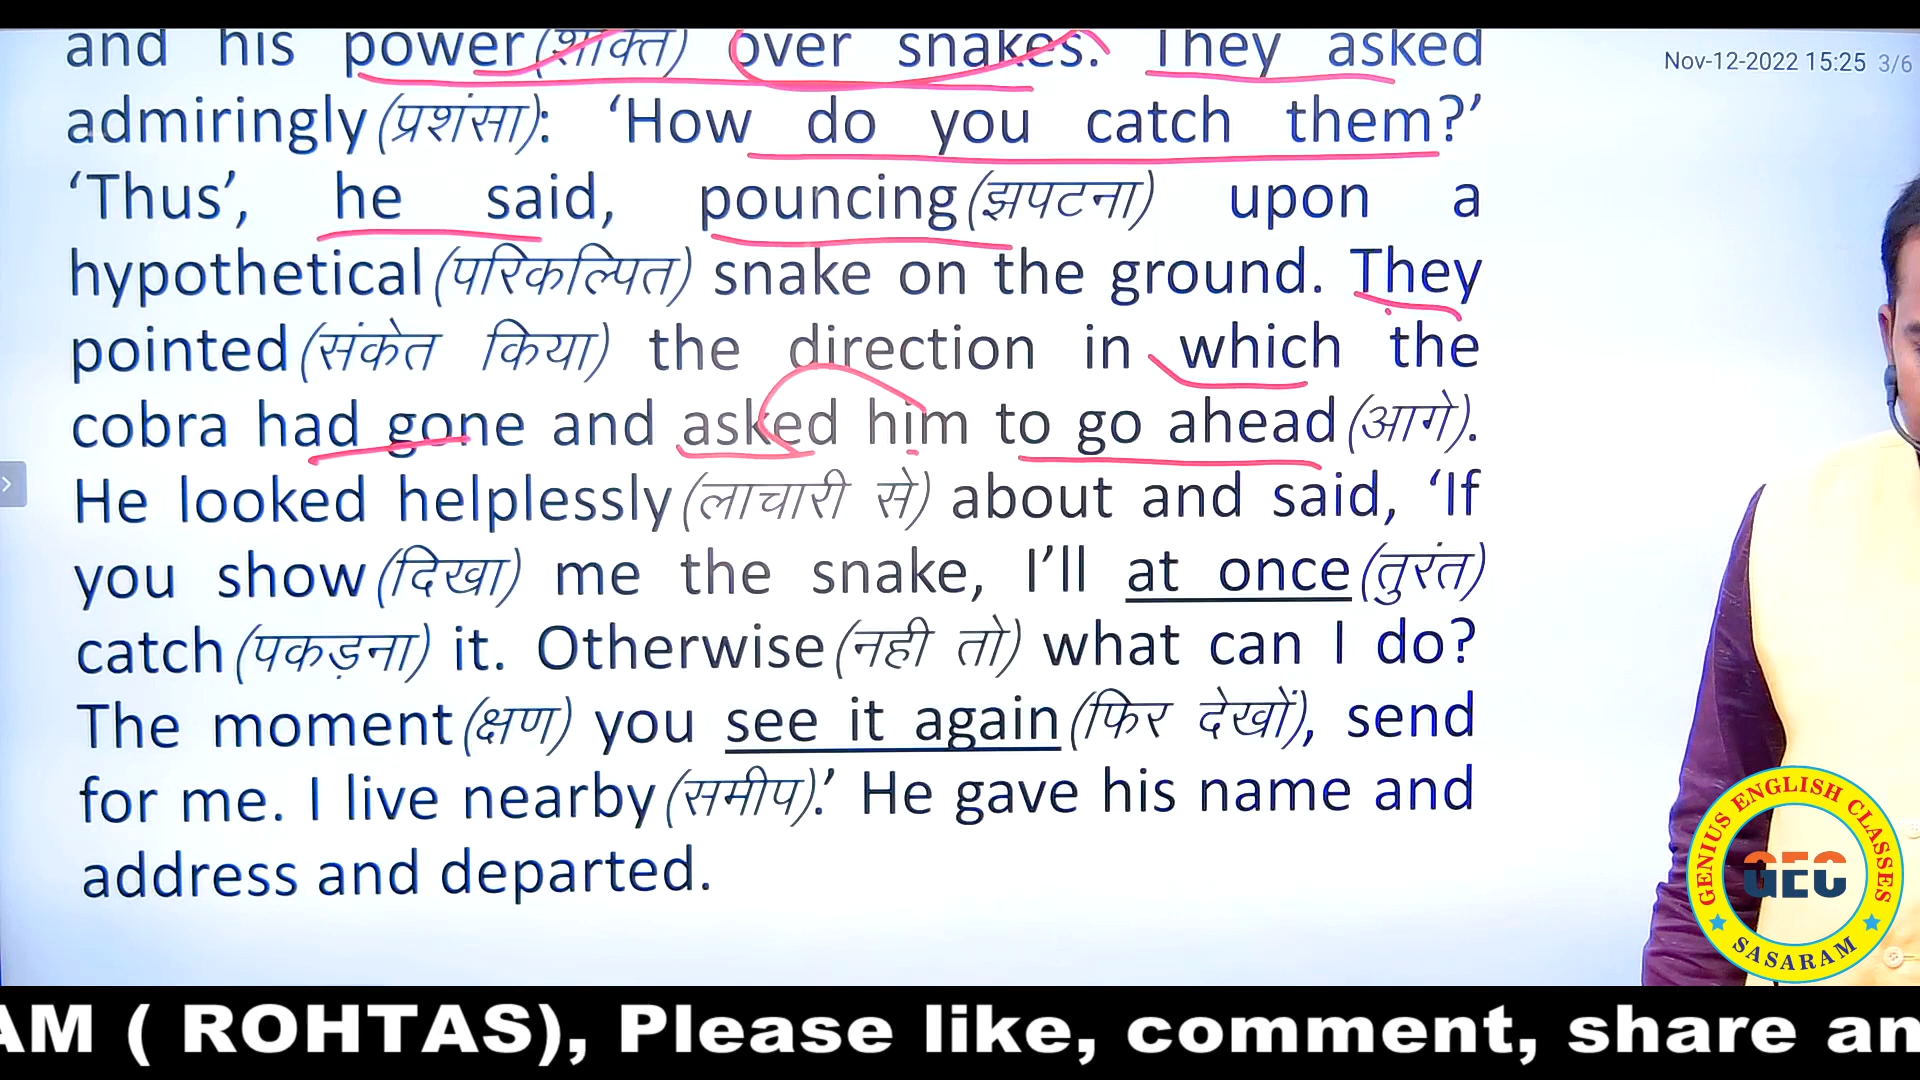 and his power(शक्ति) over snakes. They asked
Nov-12-2022 15:25 3/6
admiringly(प्रशंसा): ‘How do you catch them?’
‘Thus’, he said, pouncing(झपटना) upon a
hypothetical(परिकल्पित) snake on the ground. They
pointed(संकेत किया) the direction in which the
cobra had gone and asked him to go ahead(आगे).
He looked helplessly(लाचारी से) about and said, ‘If
you show(दिखा) me the snake, I’ll at once(तुरंत)
catch(पकड़ना) it. Otherwise(नही तो) what can I do?
The moment(क्षण) you see it again(फिर देखों), send
for me. I live nearby(समीप).’ He gave his name and
address and departed.
GENIUS ENGLISH CLASSES
GEC
SASARAM
AM ( ROHTAS), Please like, comment, share an